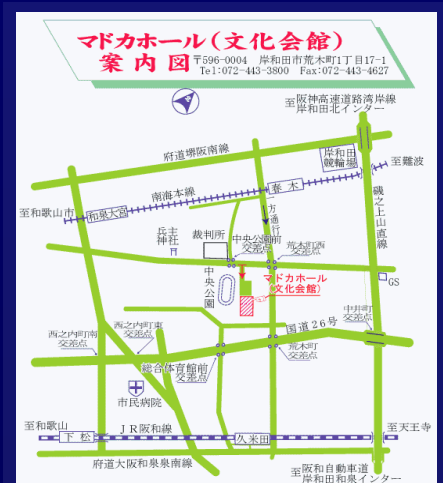 マドカホール(文化会館)
案内図
〒596-0004 岸和田市荒木町1丁目17-1
Tel:072-443-3800 Fax:072-443-4627
至阪神高速道路湾岸線
岸和田北インター
府道堺阪南線
岸和田
競輪場
至難波
南海本線
春木
至和歌山市
和泉大宮
一方通行
磯之上山直線
兵主
神社
裁判所
中央公園前
交差点
荒木町西
交差点
中央公園
マドカホール
(文化会館)
GS
中井町
交差点
西之内町東
交差点
西之内町南
交差点
国道26号
荒木町
交差点
総合体育館前
交差点
市民病院
至和歌山
JR阪和線
至天王寺
下松
久米田
府道大阪和泉泉南線
至阪和自動車道
岸和田和泉インター